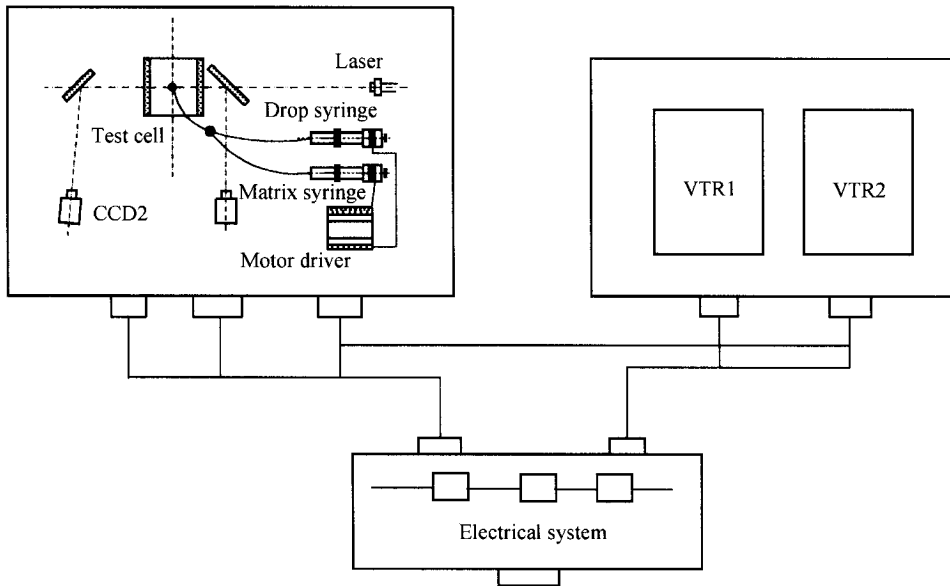 Laser
Drop syringe
Test cell
Matrix syringe
CCD2
Motor driver
VTR1
VTR2
Electrical system